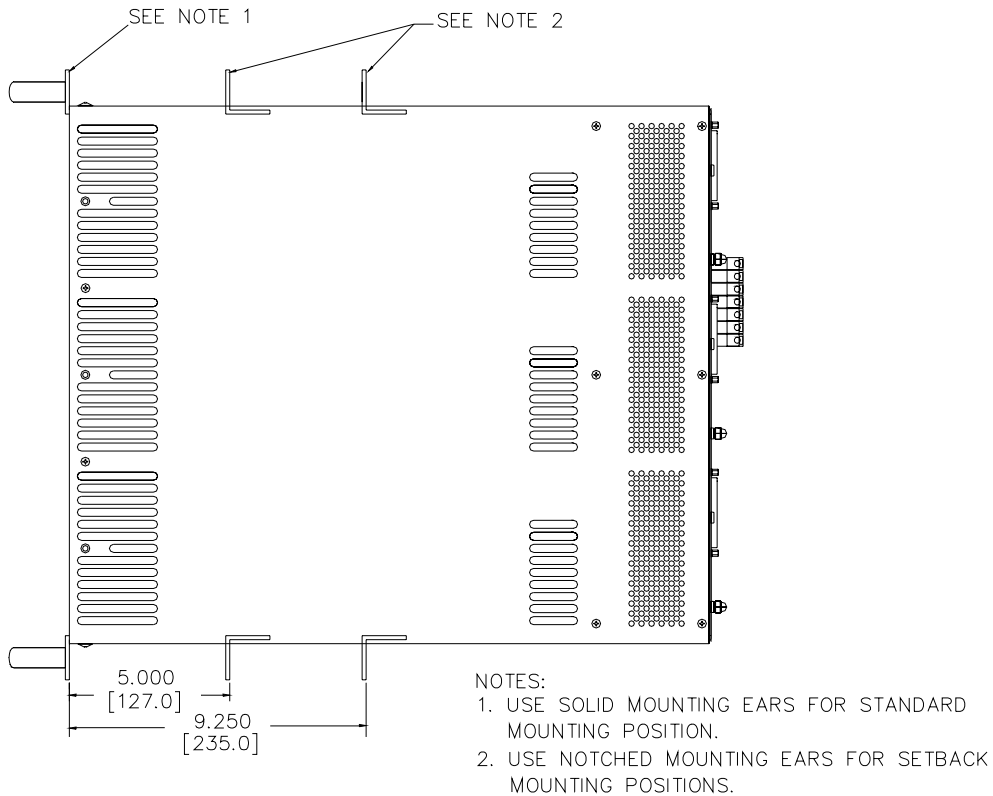 SEE NOTE 1
SEE NOTE 2
5.000
[127.0]
9.250
[235.0]
NOTES:
1. USE SOLID MOUNTING EARS FOR STANDARD
MOUNTING POSITION.
2. USE NOTCHED MOUNTING EARS FOR SETBACK
MOUNTING POSITIONS.